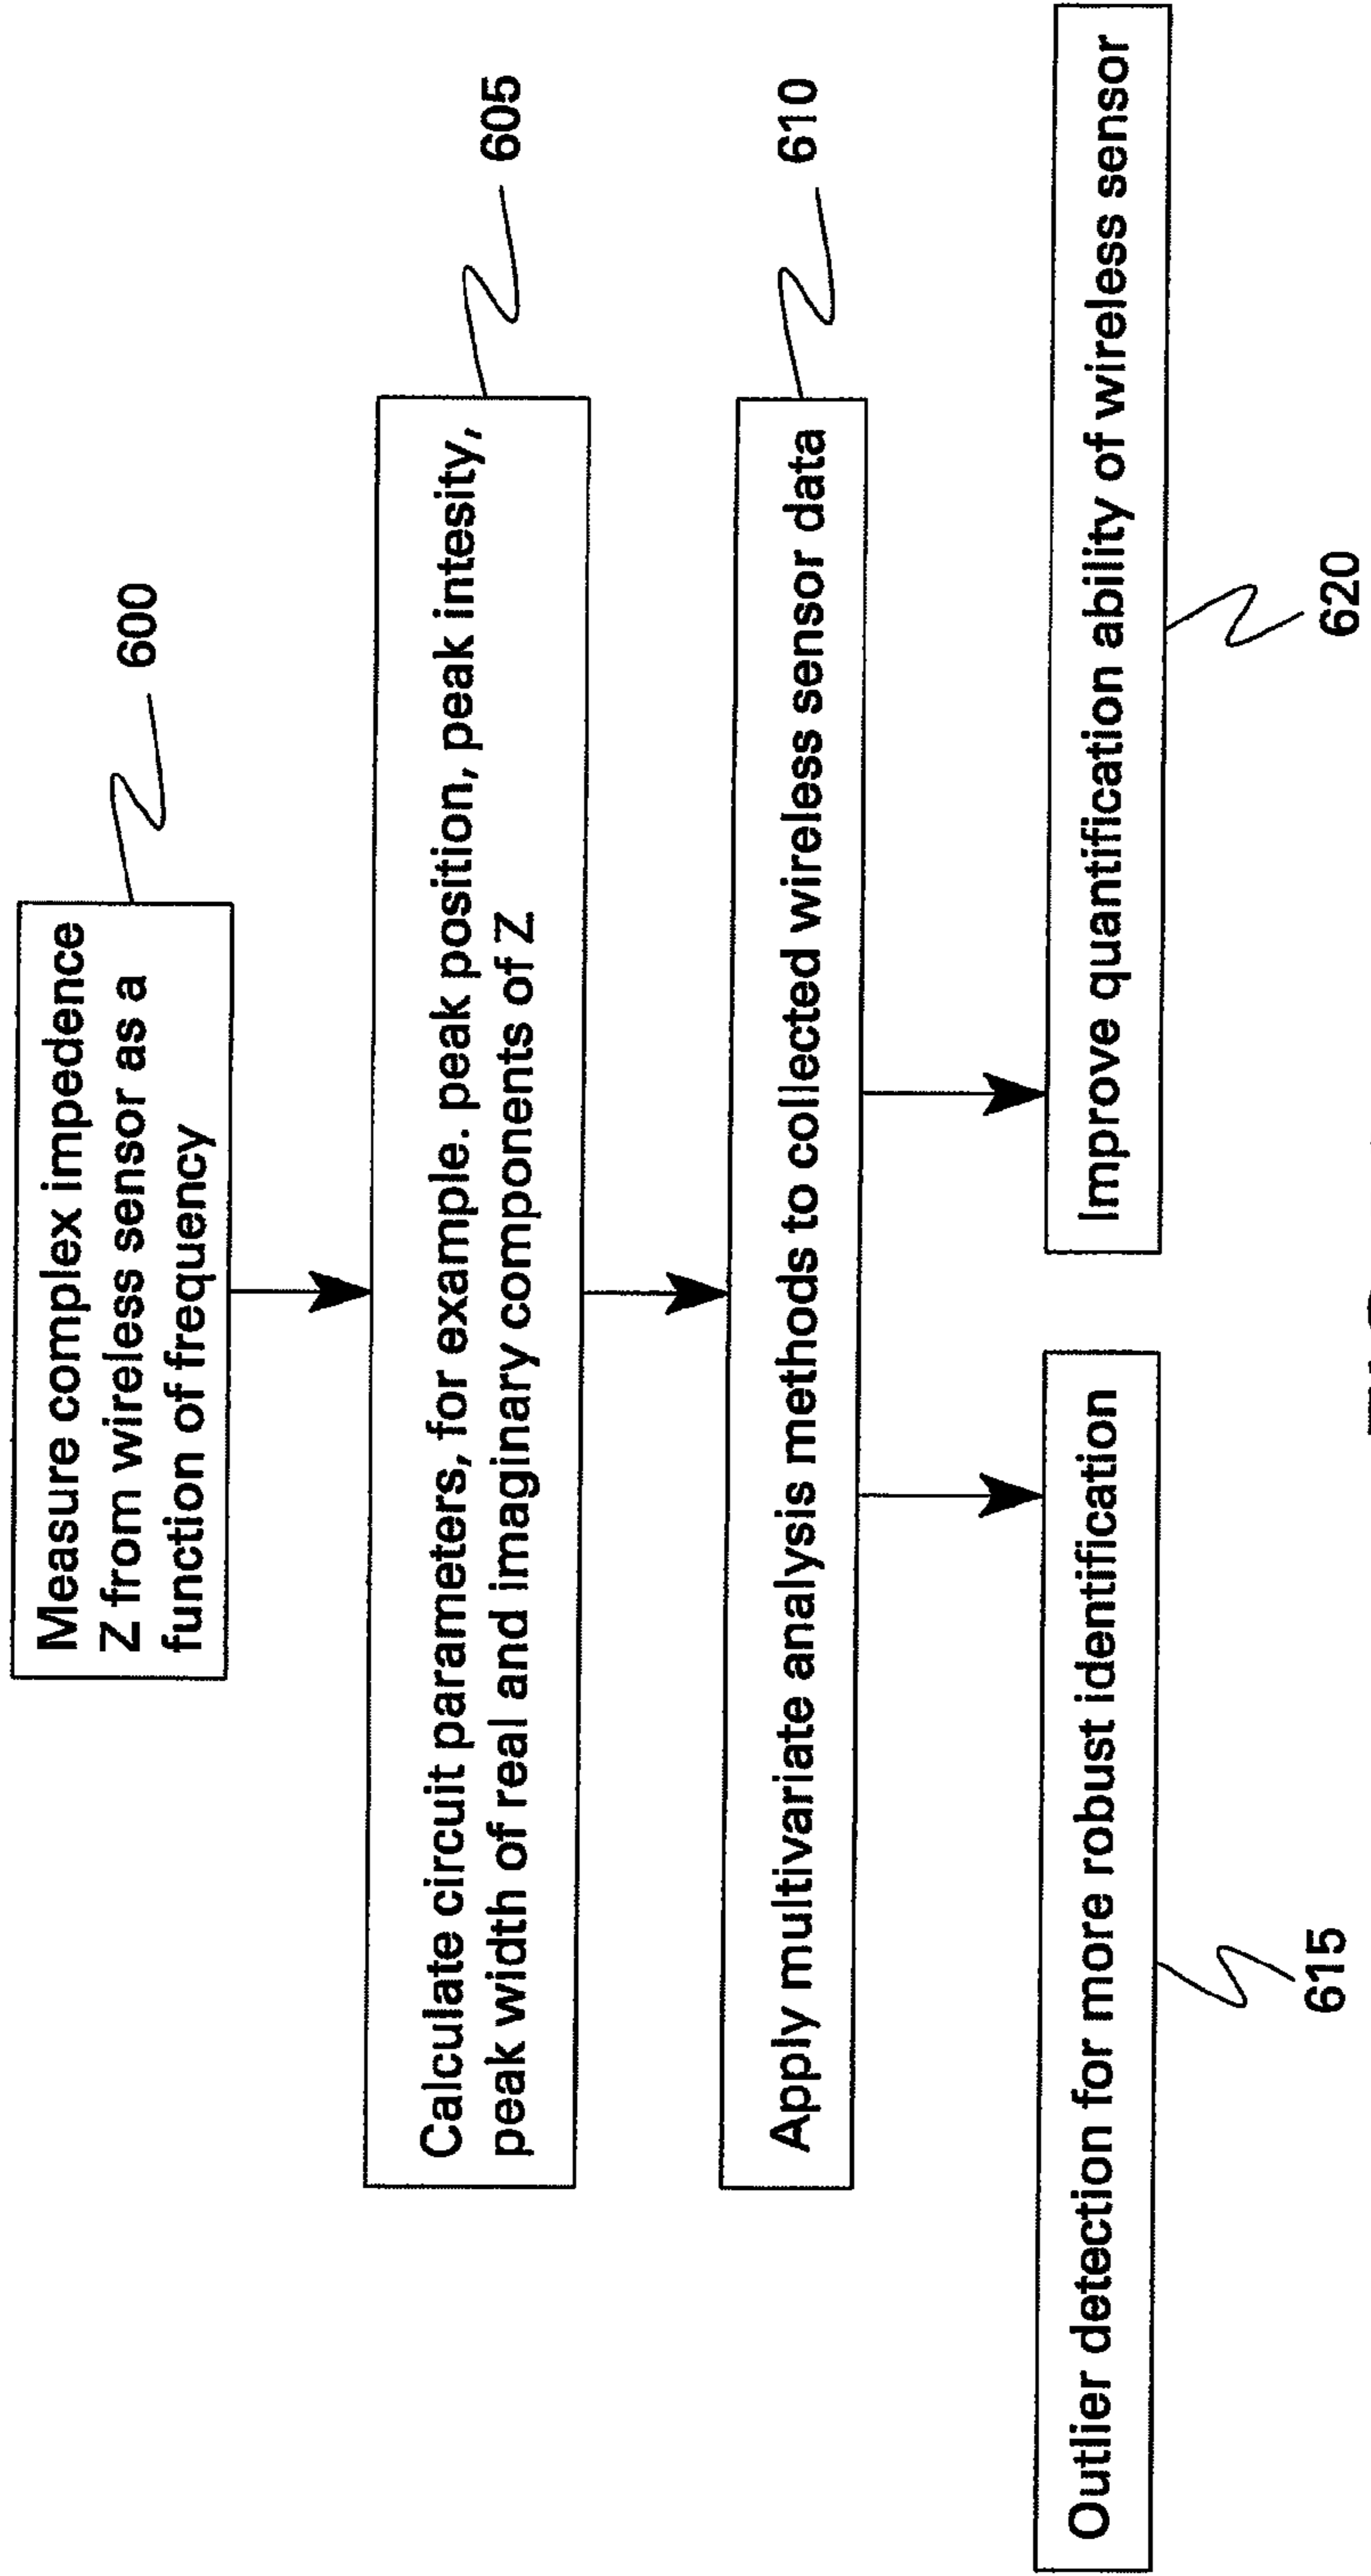 Measure complex impedence
Z from wireless sensor as a
function of frequency
600
Calculate circuit parameters, for example. peak position, peak intesity,
peak width of real and imaginary components of Z
605
Apply multivariate analysis methods to collected wireless sensor data
610
Outlier detection for more robust identification
615
Improve quantification ability of wireless sensor
620